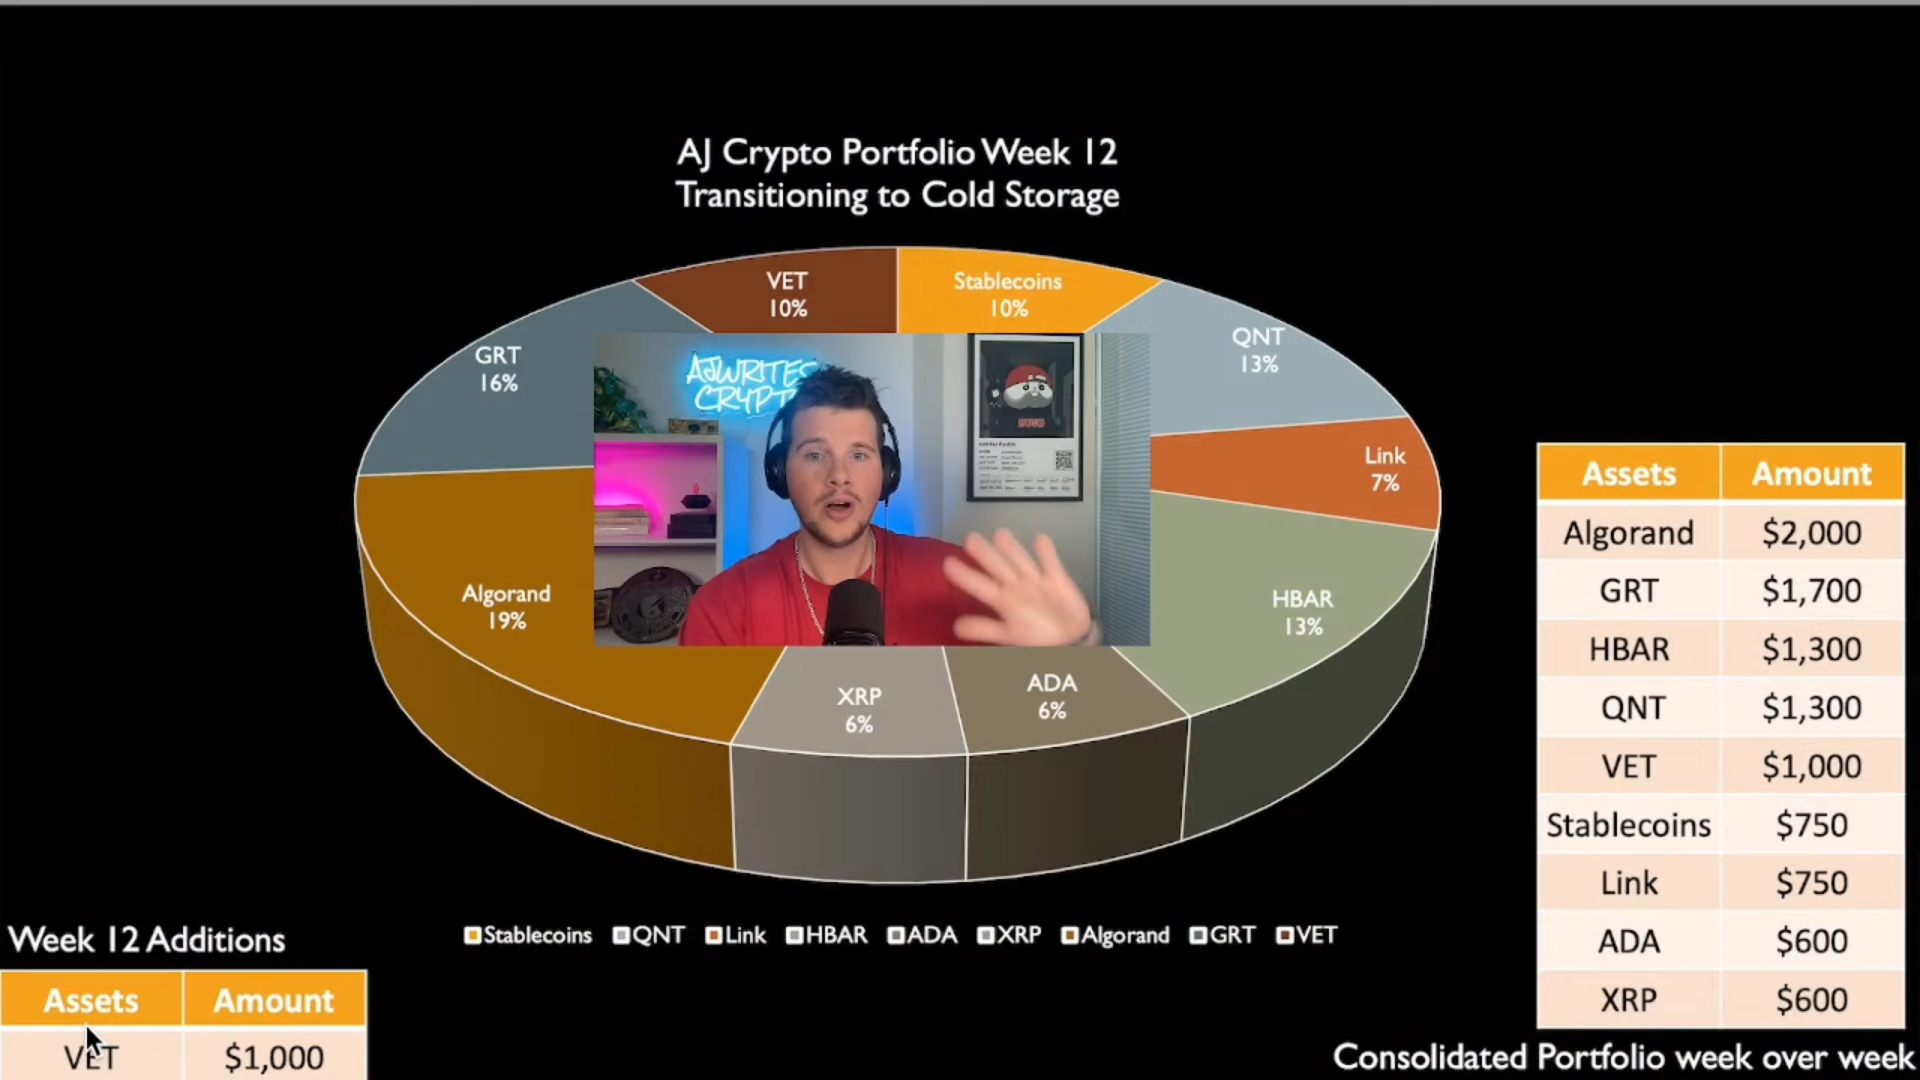 AJ Crypto Portfolio Week 12
Transitioning to Cold Storage
VET
10%
Stablecoins
10%
QNT
13%
GRT
16%
Link
7%
Algorand
19%
HBAR
13%
XRP
6%
ADA
6%
AJWRITES
CRYPT
HUGO
Stablecoins QNT Link HBAR ADA XRP Algorand GRT VET
Week 12 Additions
Assets Amount
VET $1,000
Assets Amount
Algorand $2,000
GRT $1,700
HBAR $1,300
QNT $1,300
VET $1,000
Stablecoins $750
Link $750
ADA $600
XRP $600
Consolidated Portfolio week over week